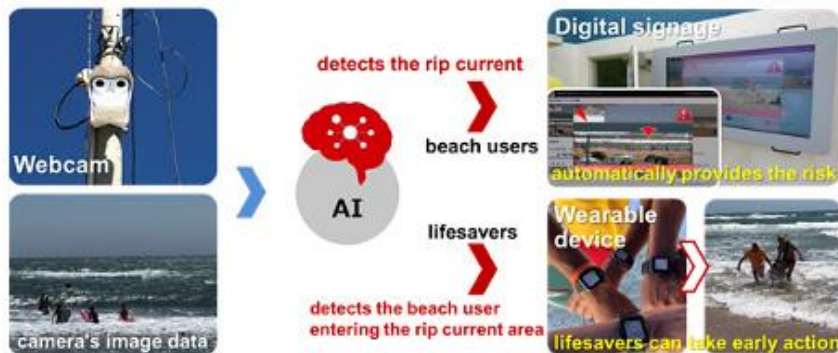 Webcam
camera's image data
detects the rip current
beach users
AI
lifesavers
detects the beach user
entering the rip current area
Digital signage
automatically provides the risk
Wearable
device
lifesavers can take early action